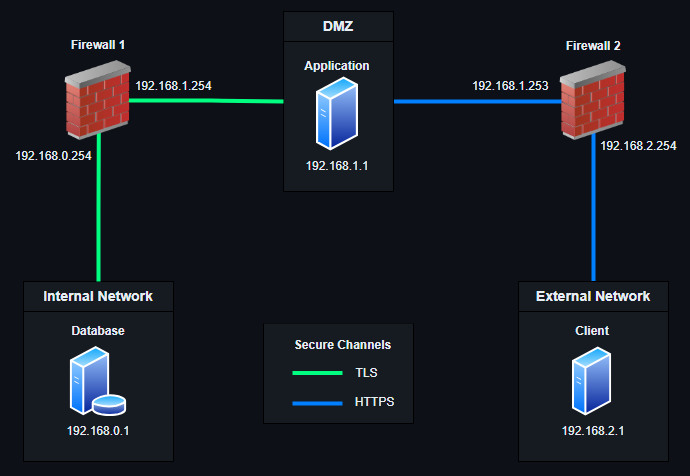 DMZ
Firewall 1
Firewall 2
Application
192.168.1.254
192.168.1.253
192.168.0.254
192.168.1.1
192.168.2.254
Internal Network
External Network
Database
Client
Secure Channels
TLS
HTTPS
192.168.0.1
192.168.2.1